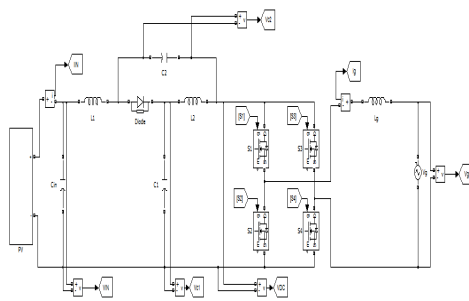 Vc2
IIN
C2
Ig
L1
Diode
L2
Lg
[S1]
[S3]
S1
S3
Cin
C1
Vg
Vg
[S2]
[S4]
S2
S4
PV
VIN
Vc1
VDC